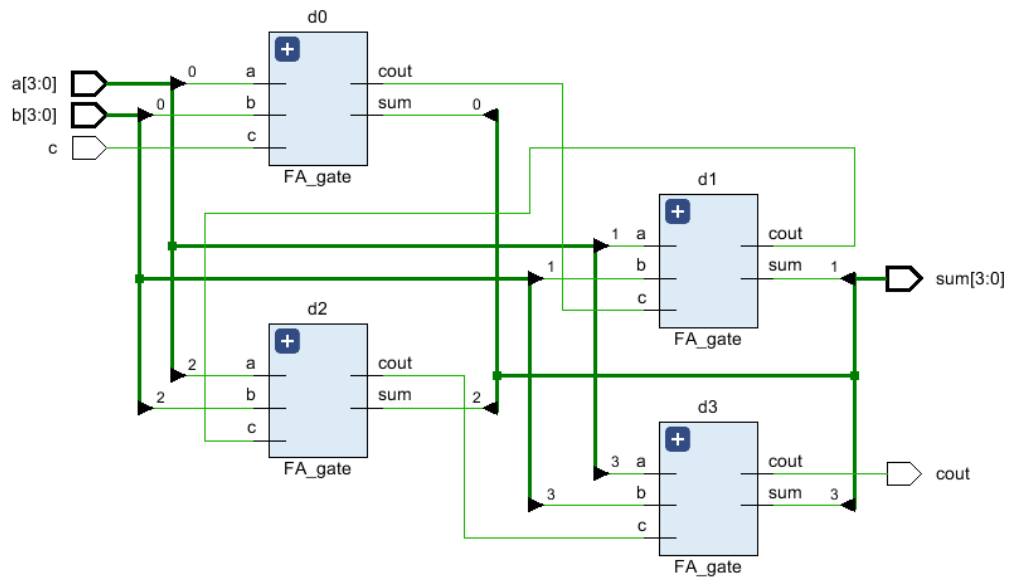 d0
a[3:0]
0
a
cout
b[3:0]
0
b
sum
0
c
c
FA_gate
d1
1
a
cout
1
b
sum
1
sum[3:0]
c
FA_gate
d2
2
a
cout
2
b
sum
2
c
FA_gate
d3
3
a
cout
cout
3
b
sum
3
c
FA_gate